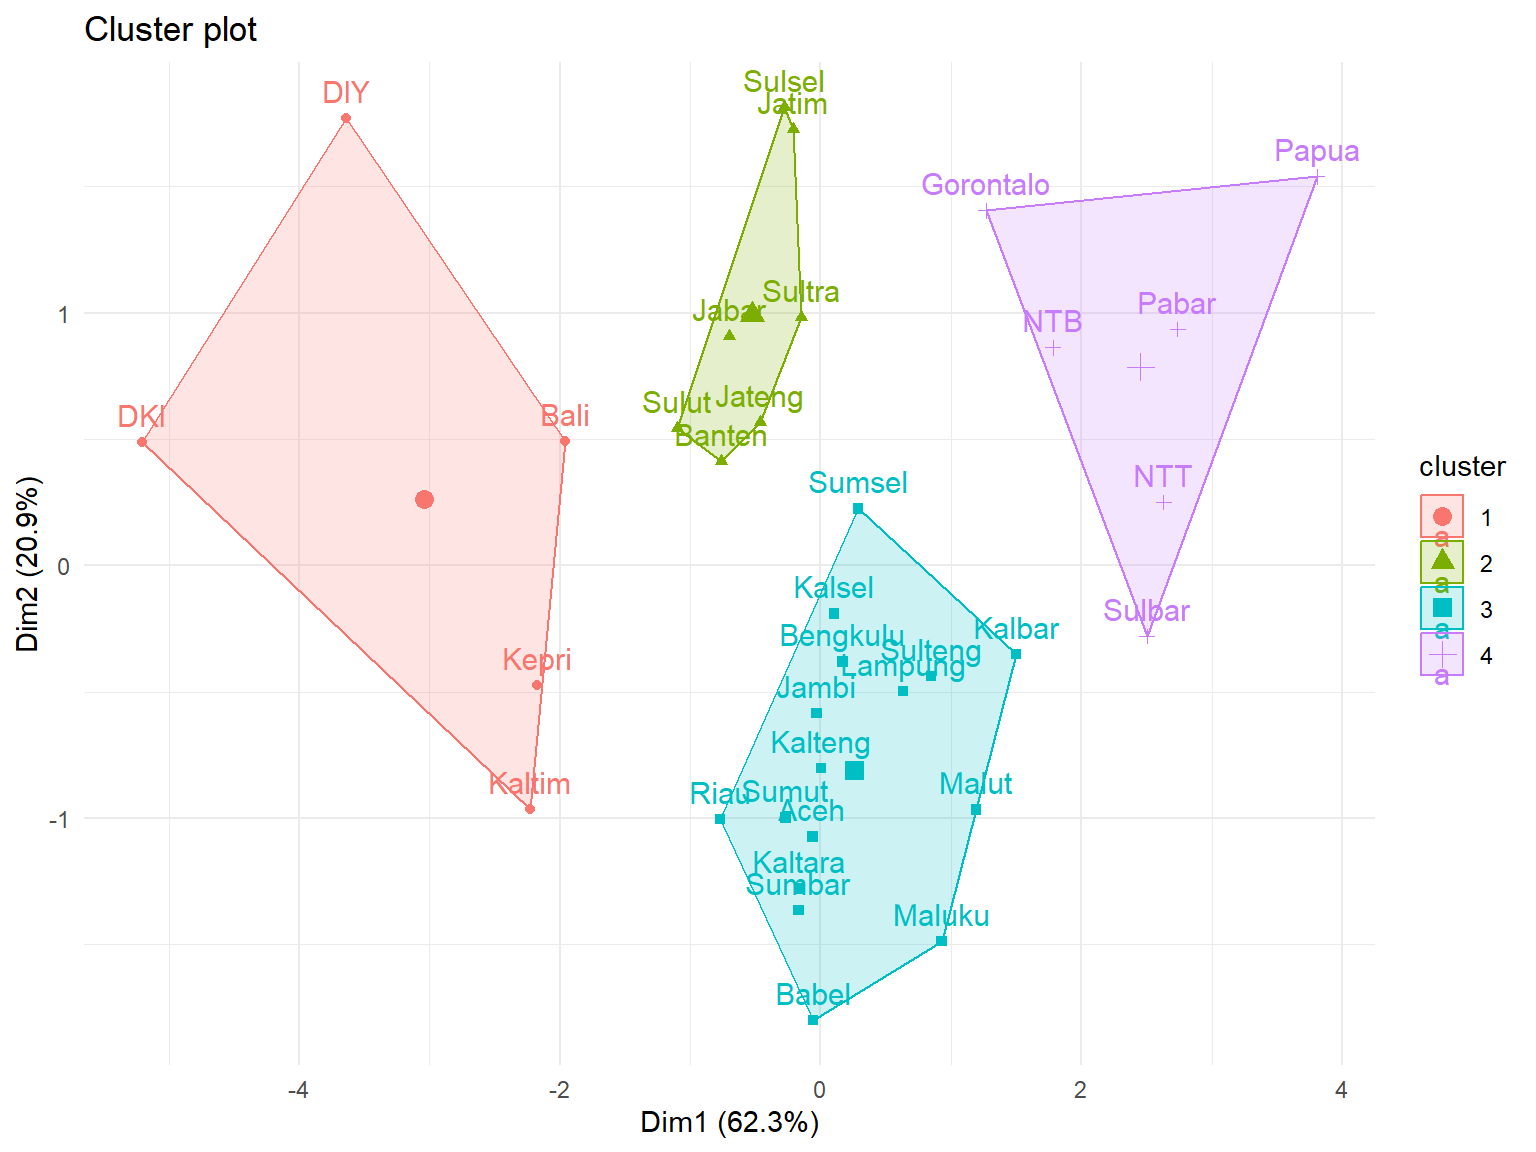 Cluster plot
DIY
Sulsel
Jatim
Papua
Gorontalo
Sultra
Pabar
Jabar
NTB
1
DKI
Bali
Sulut
Jateng
Banten
cluster
Sumsel
NTT
1
a
2
a
3
a
4
a
0
Kalsel
Sulbar
Bengkulu
Kalbar
Sulteng
Lampung
Kepri
Jambi
Kalteng
Kaltim
Riau
Sumut
Malut
Aceh
-1
Kaltara
Sumbar
Maluku
Babel
Dim2 (20.9%)
-4
-2
0
2
4
Dim1 (62.3%)